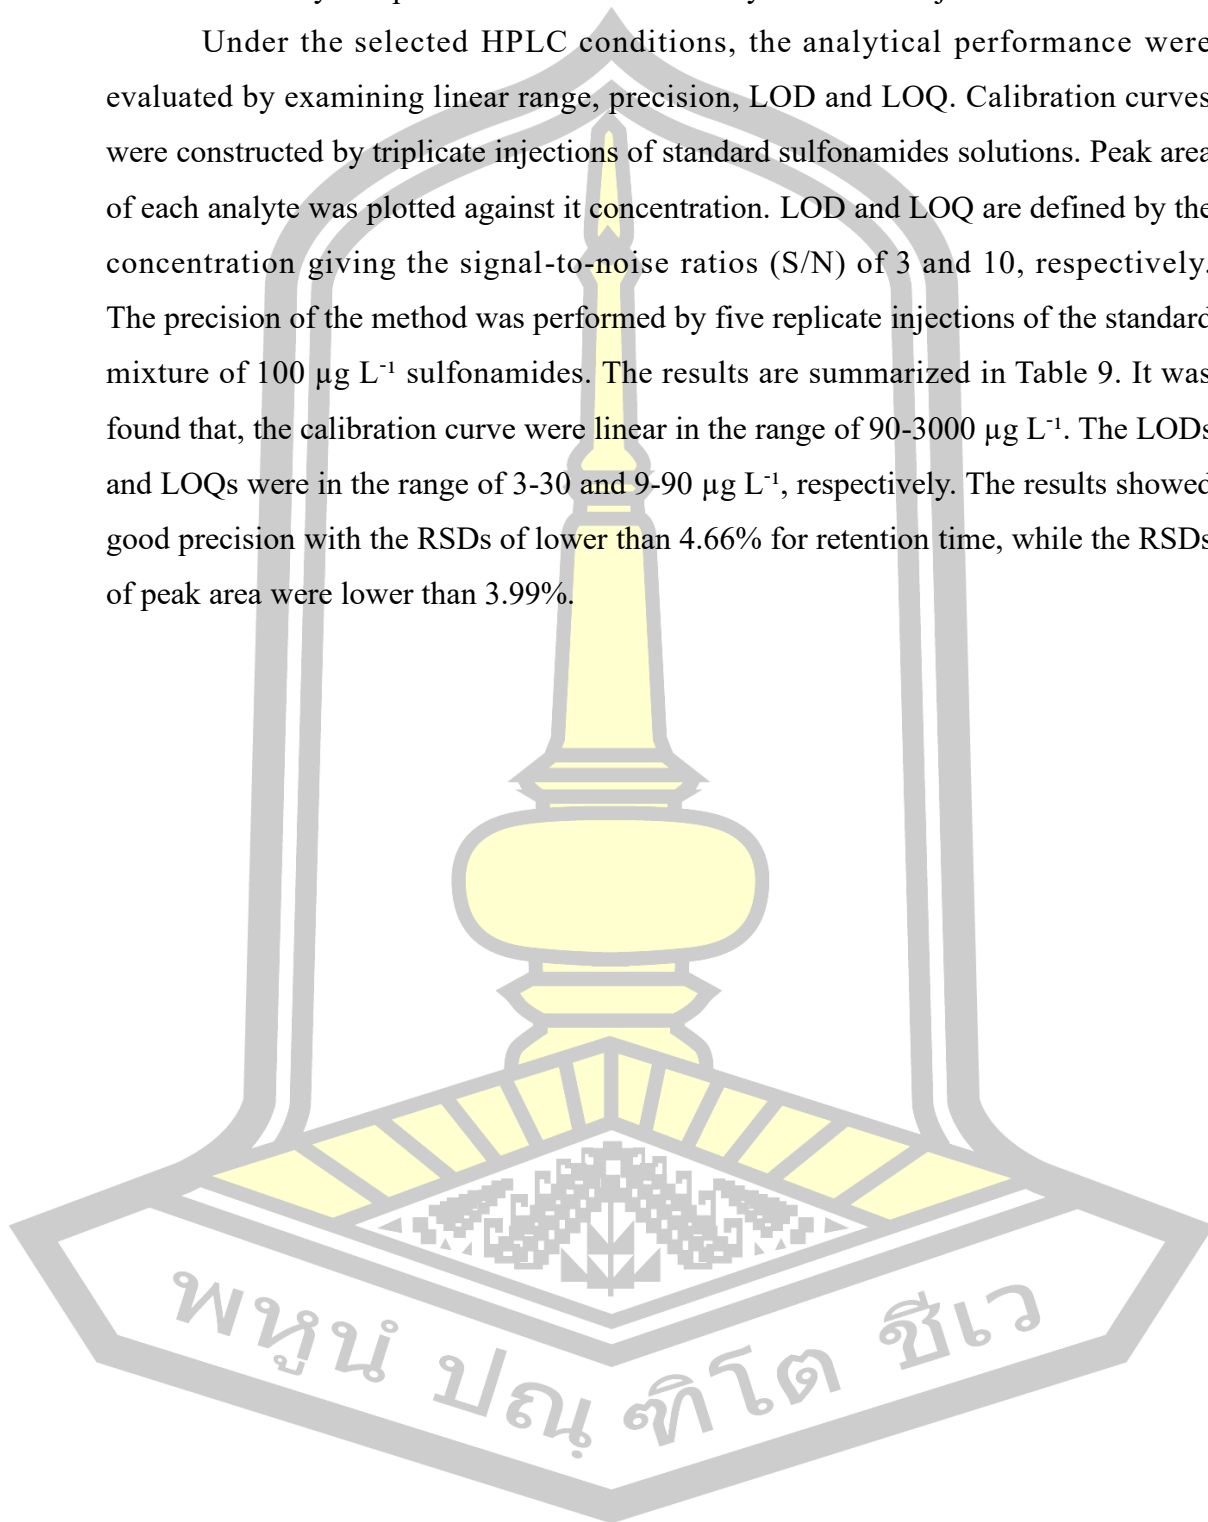 Under the selected HPLC conditions, the analytical performance were
evaluated by examining linear range, precision, LOD and LOQ. Calibration curves
were constructed by triplicate injections of standard sulfonamides solutions. Peak area
of each analyte was plotted against it concentration. LOD and LOQ are defined by the
concentration giving the signal-to-noise ratios (S/N) of 3 and 10, respectively.
The precision of the method was performed by five replicate injections of the standard
mixture of 100 µg L⁻¹ sulfonamides. The results are summarized in Table 9. It was
found that, the calibration curve were linear in the range of 90-3000 µg L⁻¹. The LODs
and LOQs were in the range of 3-30 and 9-90 µg L⁻¹, respectively. The results showed
good precision with the RSDs of lower than 4.66% for retention time, while the RSDs
of peak area were lower than 3.99%.
พหูนํ ปณฺฑิโต ชีเว